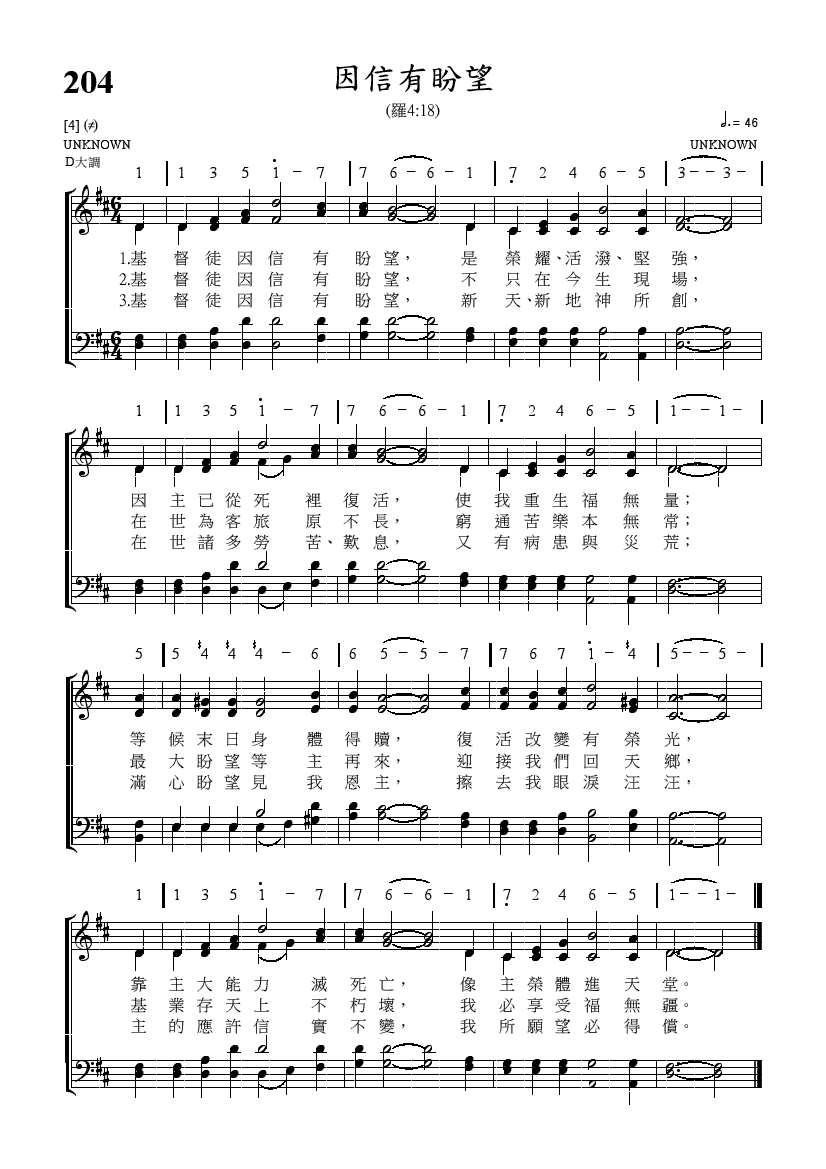 204
因信有盼望
(羅4:18)
[4] (≠)
♩. = 46
UNKNOWN
UNKNOWN
D大調
1 | 1 3 5 1 – 7 | 7 6 – 6 – 1 | 7 2 4 6 – 5 | 3 – – 3 – |
1.基督徒因信有盼望，是榮耀、活潑、堅強，
2.基督徒因信有盼望，不只在今生現場，
3.基督徒因信有盼望，新天、新地神所創，
1 | 1 3 5 1 – 7 | 7 6 – 6 – 1 | 7 2 4 6 – 5 | 1 – – 1 – |
因主已從死裡復活，使我重生福無量；
在世為客旅原不長，窮通苦樂本無常；
在世諸多勞苦、歎息，又有病患與災荒；
5 | 5 4 4 4 – 6 | 6 5 – 5 – 7 | 7 6 7 1 – 4 | 5 – – 5 – |
等候末日身體得贖，復活改變有榮光，
最大盼望等主再來，迎接我們回天鄉，
滿心盼望見我恩主，擦去我眼淚汪汪，
1 | 1 3 5 1 – 7 | 7 6 – 6 – 1 | 7 2 4 6 – 5 | 1 – – 1 – |
靠主大能力滅死亡，像主榮體進天堂。
基業存天上不朽壞，我必享受福無疆。
主的應許信實不變，我所願望必得償。